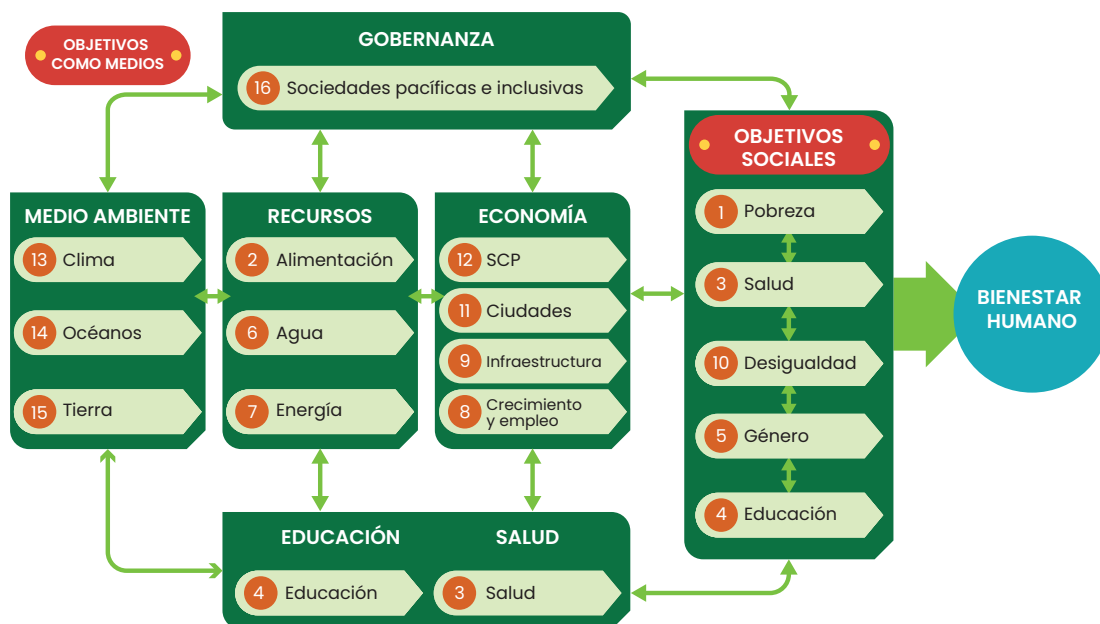 OBJETIVOS
COMO MEDIOS
GOBERNANZA
16 Sociedades pacíficas e inclusivas
MEDIO AMBIENTE
13 Clima
14 Océanos
15 Tierra
RECURSOS
2 Alimentación
6 Agua
7 Energía
ECONOMÍA
12 SCP
11 Ciudades
9 Infraestructura
8 Crecimiento
y empleo
EDUCACIÓN
4 Educación
SALUD
3 Salud
OBJETIVOS
SOCIALES
1 Pobreza
3 Salud
10 Desigualdad
5 Género
4 Educación
BIENESTAR
HUMANO